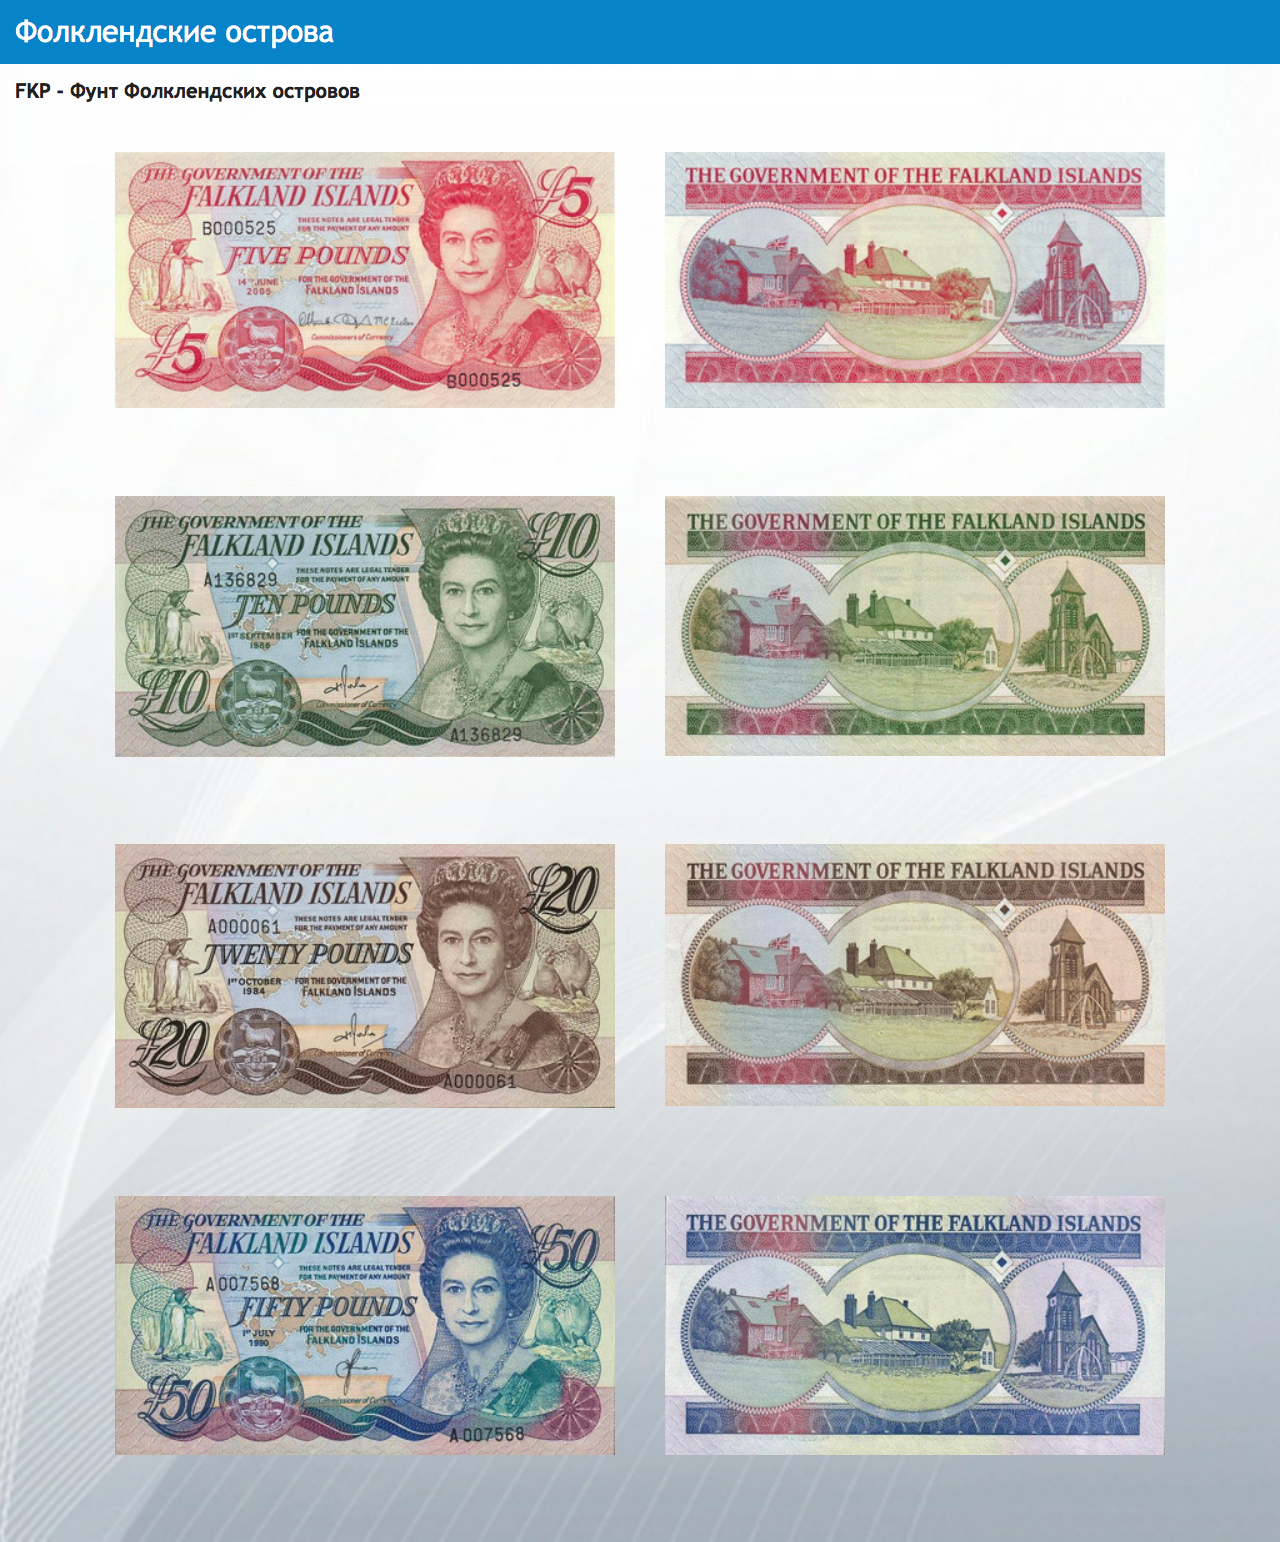 Фолклендские острова
FKP - Фунт Фолклендских островов
THE GOVERNMENT OF THE
FALKLAND ISLANDS
£5
B000525
THESE NOTES ARE LEGAL TENDER
FOR THE PAYMENT OF ANY AMOUNT
FIVE POUNDS
14TH JUNE
2005
FOR THE GOVERNMENT OF THE
FALKLAND ISLANDS
Commissioners of Currency
£5
B000525
THE GOVERNMENT OF THE FALKLAND ISLANDS
THE GOVERNMENT OF THE
FALKLAND ISLANDS
£10
A136829
THESE NOTES ARE LEGAL TENDER
FOR THE PAYMENT OF ANY AMOUNT
TEN POUNDS
1ST SEPTEMBER
1986
FOR THE GOVERNMENT OF THE
FALKLAND ISLANDS
Commissioner of Currency
£10
A136829
THE GOVERNMENT OF THE FALKLAND ISLANDS
THE GOVERNMENT OF THE
FALKLAND ISLANDS
£20
A000061
THESE NOTES ARE LEGAL TENDER
FOR THE PAYMENT OF ANY AMOUNT
TWENTY POUNDS
1ST OCTOBER
1984
FOR THE GOVERNMENT OF THE
FALKLAND ISLANDS
Commissioner of Currency
£20
A000061
THE GOVERNMENT OF THE FALKLAND ISLANDS
THE GOVERNMENT OF THE
FALKLAND ISLANDS
£50
A007568
THESE NOTES ARE LEGAL TENDER
FOR THE PAYMENT OF ANY AMOUNT
FIFTY POUNDS
1ST JULY
1990
FOR THE GOVERNMENT OF THE
FALKLAND ISLANDS
Commissioner of Currency
£50
A007568
THE GOVERNMENT OF THE FALKLAND ISLANDS